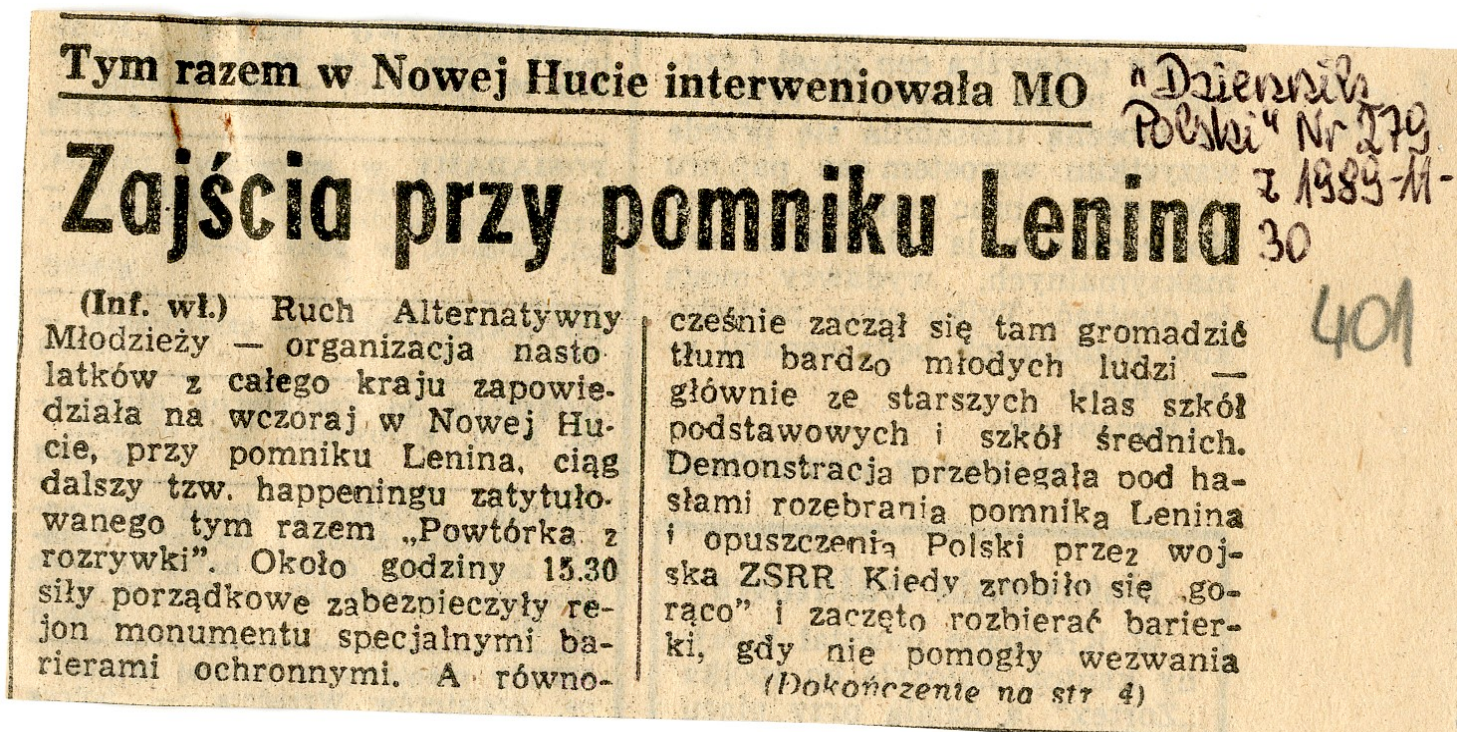 Tym razem w Nowej Hucie interweniowała MO
"Dziennik
Polski" Nr 279
z 1989-11-
30
401
Zajścia przy pomniku Lenina
(Inf. wł.) Ruch Alternatywny
Młodzieży — organizacja nasto
latków z całego kraju zapowie-
działa na wczoraj w Nowej Hu-
cie, przy pomniku Lenina, ciąg
dalszy tzw. happeningu zatytuło-
wanego tym razem „Powtórka z
rozrywki”. Około godziny 15.30
siły porządkowe zabezpieczyły re-
jon monumentu specjalnymi ba-
rierami ochronnymi. A równo-
cześnie zaczął się tam gromadzić
tłum bardzo młodych ludzi —
głównie ze starszych klas szkół
podstawowych i szkół średnich.
Demonstracja przebiegała pod ha-
słami rozebrania pomnika Lenina
i opuszczenia Polski przez woj-
ska ZSRR Kiedy zrobiło się „go-
rąco” i zaczęto rozbierać barier-
ki, gdy nie pomogły wezwania
(Dokończenie na str 4)